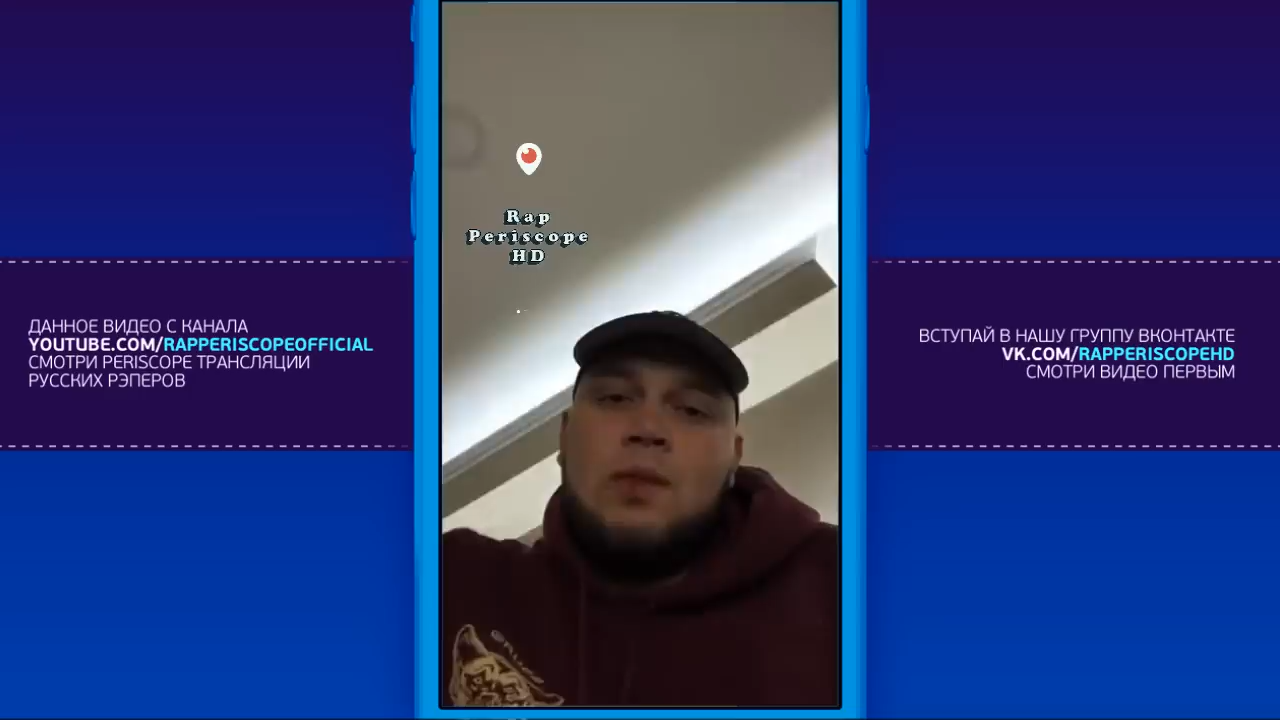 ДАННОЕ ВИДЕО С КАНАЛА
YOUTUBE.COM/RAPPERISCOPEOFFICIAL
СМОТРИ PERISCOPE ТРАНСЛЯЦИИ
РУССКИХ РЭПЕРОВ
Rap
Periscope
HD
ВСТУПАЙ В НАШУ ГРУППУ ВКОНТАКТЕ
VK.COM/RAPPERISCOPEHD
СМОТРИ ВИДЕО ПЕРВЫМ